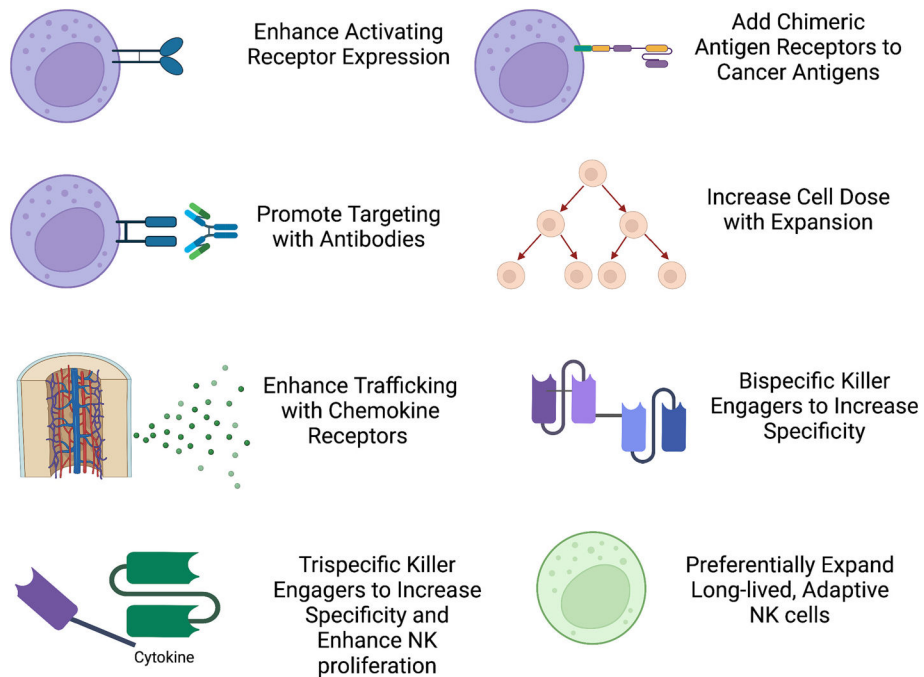 Enhance Activating
Receptor Expression
Add Chimeric
Antigen Receptors to
Cancer Antigens
Promote Targeting
with Antibodies
Increase Cell Dose
with Expansion
Enhance Trafficking
with Chemokine
Receptors
Bispecific Killer
Engagers to Increase
Specificity
Trispecific Killer
Engagers to Increase
Specificity and
Enhance NK
proliferation
Cytokine
Preferentially Expand
Long-lived, Adaptive
NK cells